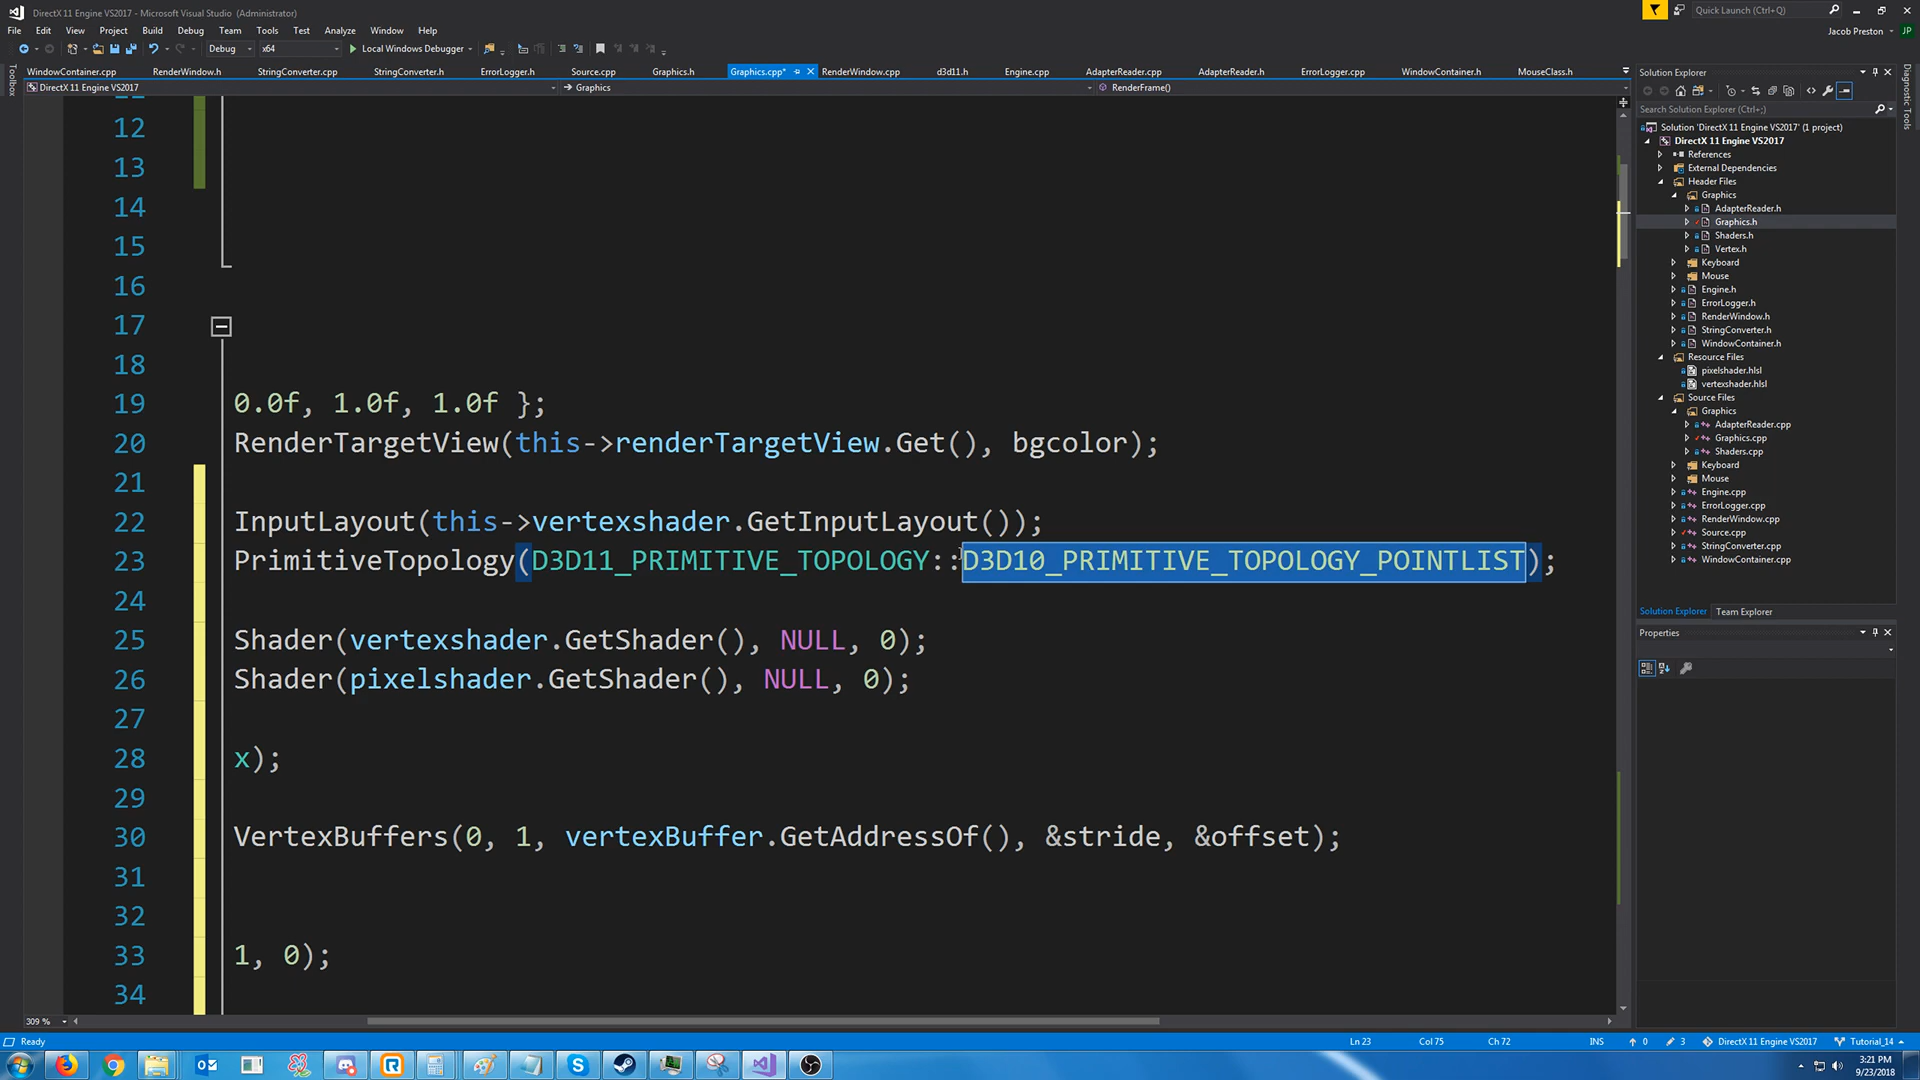 DirectX 11 Engine VS2017 - Microsoft Visual Studio (Administrator)
Quick Launch (Ctrl+Q)
File Edit View Project Build Debug Team Tools Test Analyze Window Help
Jacob Preston JP
Debug x64 Local Windows Debugger
WindowContainer.cpp RenderWindow.h StringConverter.cpp StringConverter.h ErrorLogger.h Source.cpp Graphics.h Graphics.cpp* RenderWindow.cpp d3d11.h Engine.cpp AdapterReader.cpp AdapterReader.h ErrorLogger.cpp WindowContainer.h MouseClass.h
DirectX 11 Engine VS2017 Graphics RenderFrame()
Toolbox
12
13
14
15
16
17
18
19 0.0f, 1.0f, 1.0f };
20 RenderTargetView(this->renderTargetView.Get(), bgcolor);
21
22 InputLayout(this->vertexshader.GetInputLayout());
23 PrimitiveTopology(D3D11_PRIMITIVE_TOPOLOGY::D3D10_PRIMITIVE_TOPOLOGY_POINTLIST);
24
25 Shader(vertexshader.GetShader(), NULL, 0);
26 Shader(pixelshader.GetShader(), NULL, 0);
27
28 x);
29
30 VertexBuffers(0, 1, vertexBuffer.GetAddressOf(), &stride, &offset);
31
32
33 1, 0);
34
309 %
Solution Explorer
Search Solution Explorer (Ctrl+;)
Solution 'DirectX 11 Engine VS2017' (1 project)
DirectX 11 Engine VS2017
References
External Dependencies
Header Files
Graphics
AdapterReader.h
Graphics.h
Shaders.h
Vertex.h
Keyboard
Mouse
Engine.h
ErrorLogger.h
RenderWindow.h
StringConverter.h
WindowContainer.h
Resource Files
pixelshader.hlsl
vertexshader.hlsl
Source Files
Graphics
AdapterReader.cpp
Graphics.cpp
Shaders.cpp
Keyboard
Mouse
Engine.cpp
ErrorLogger.cpp
RenderWindow.cpp
Source.cpp
StringConverter.cpp
WindowContainer.cpp
Solution Explorer Team Explorer
Properties
Diagnostic Tools
Ready Ln 23 Col 75 Ch 72 INS 0 3 DirectX 11 Engine VS2017 Tutorial_14
3:21 PM
9/23/2018